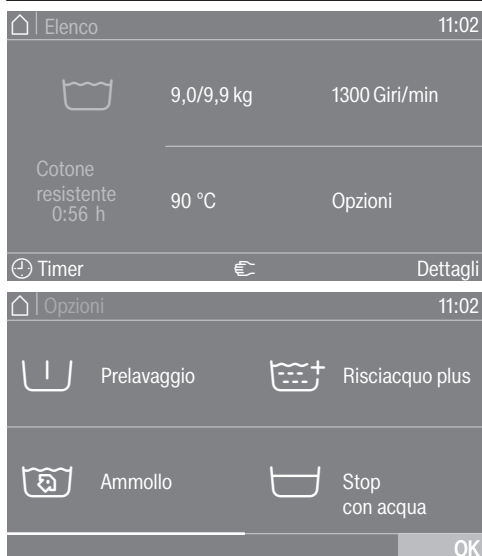 Elenco 11:02
9,0/9,9 kg 1300 Giri/min
Cotone
resistente
0:56 h
90 °C Opzioni
Timer Dettagli
Opzioni 11:02
Prelavaggio Risciacquo plus
Ammollo Stop
con acqua
OK